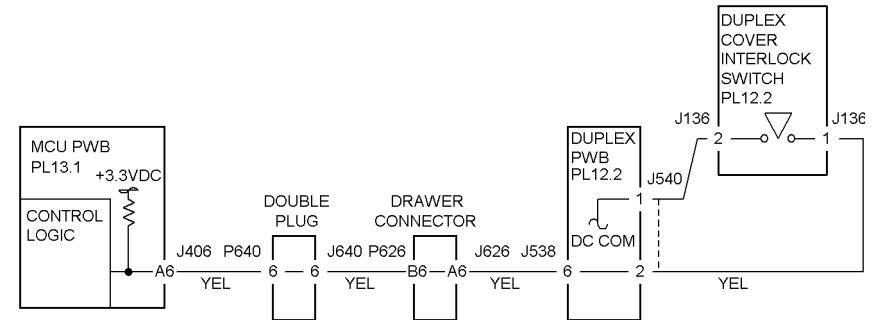 DUPLEX
COVER
INTERLOCK
SWITCH
PL12.2
J136
J136
2
1
MCU PWB
PL13.1
+3.3VDC
CONTROL
LOGIC
DOUBLE
PLUG
DRAWER
CONNECTOR
DUPLEX
PWB
PL12.2
J540
1
DC COM
J406 P640
J640 P626
J626 J538
A6
6 6
B6 A6
6 2
YEL
YEL
YEL
YEL